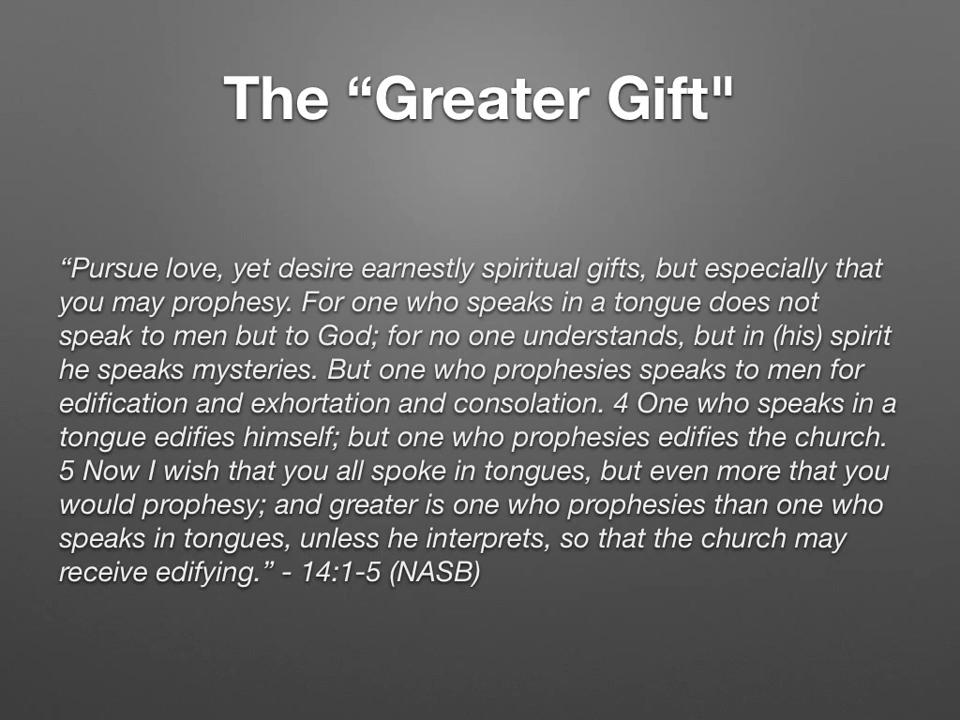 The “Greater Gift"
“Pursue love, yet desire earnestly spiritual gifts, but especially that
you may prophesy. For one who speaks in a tongue does not
speak to men but to God; for no one understands, but in (his) spirit
he speaks mysteries. But one who prophesies speaks to men for
edification and exhortation and consolation. 4 One who speaks in a
tongue edifies himself; but one who prophesies edifies the church.
5 Now I wish that you all spoke in tongues, but even more that you
would prophesy; and greater is one who prophesies than one who
speaks in tongues, unless he interprets, so that the church may
receive edifying.” - 14:1-5 (NASB)